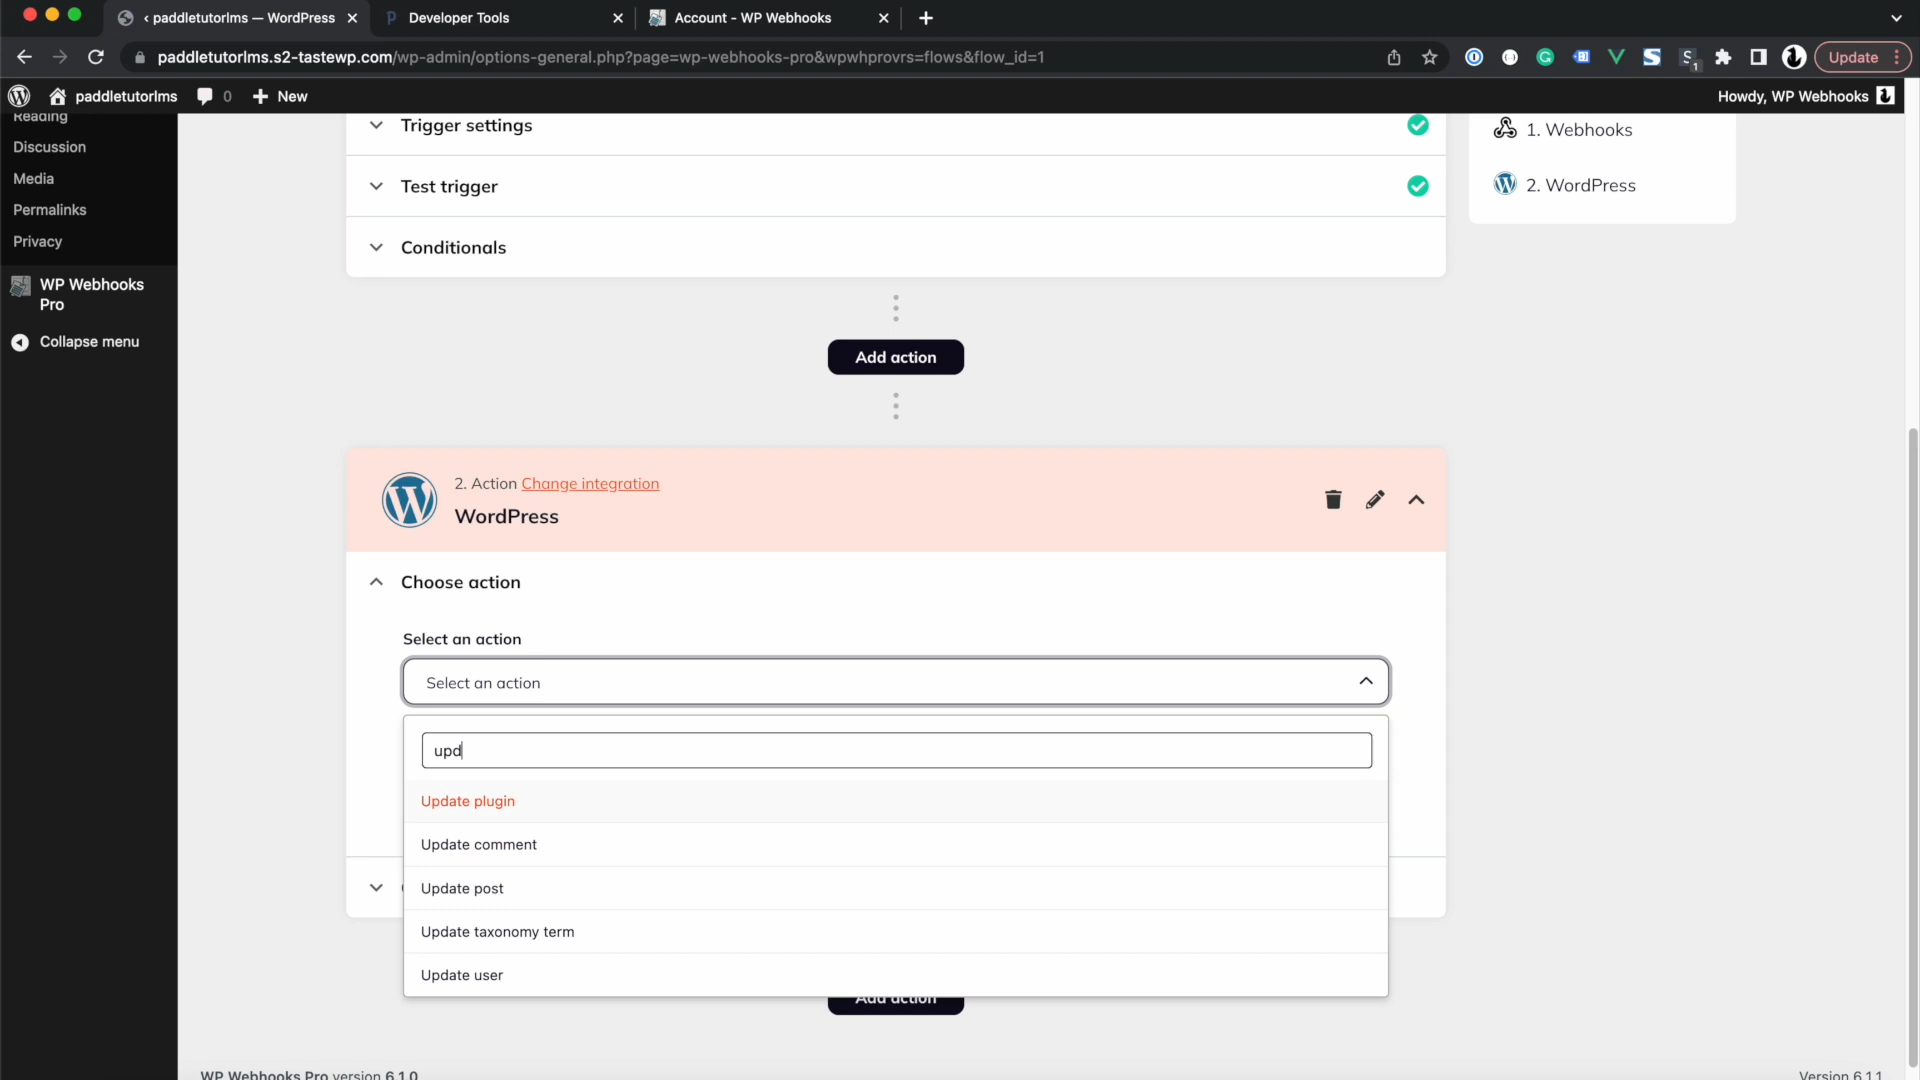 ‹ paddletutorlms — WordPress
Developer Tools
Account - WP Webhooks
paddletutorlms.s2-tastewp.com/wp-admin/options-general.php?page=wp-webhooks-pro&wpwhprovrs=flows&flow_id=1
Update
paddletutorlms
0
New
Howdy, WP Webhooks
Reading
Discussion
Media
Permalinks
Privacy
WP Webhooks
Pro
Collapse menu
Trigger settings
Test trigger
Conditionals
1. Webhooks
2. WordPress
Add action
2. Action Change integration
WordPress
Choose action
Select an action
Select an action
upd
Update plugin
Update comment
Update post
Update taxonomy term
Update user
Add action
WP Webhooks Pro version 6.1.0
Version 6.1.1